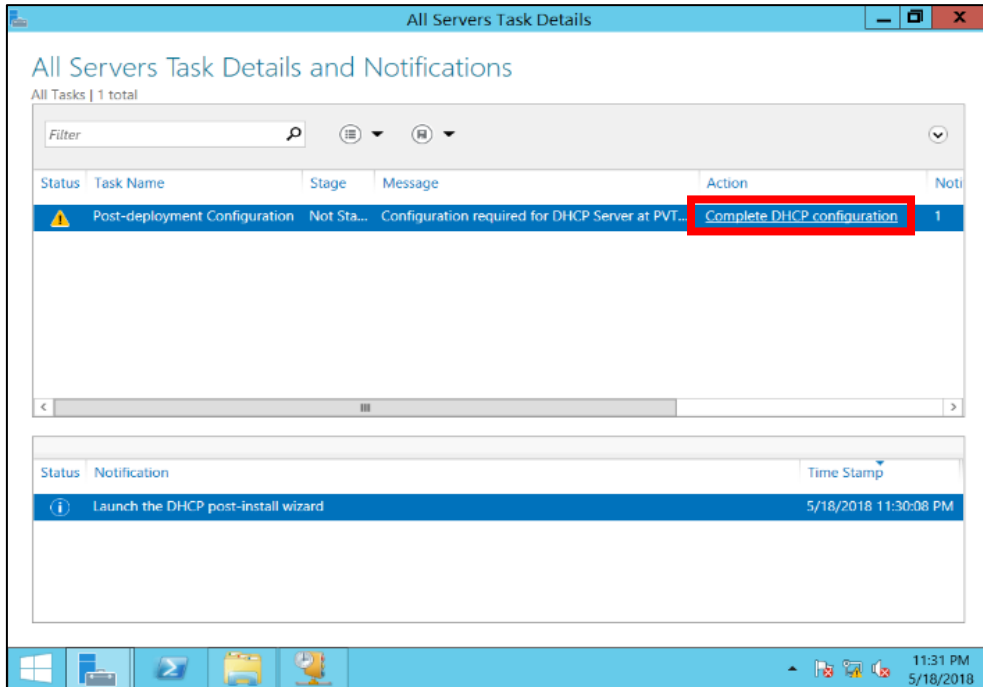 All Servers Task Details
All Servers Task Details and Notifications
All Tasks | 1 total
Filter
Status Task Name Stage Message Action Noti
Post-deployment Configuration Not Sta... Configuration required for DHCP Server at PVT... Complete DHCP configuration 1
Status Notification Time Stamp
Launch the DHCP post-install wizard 5/18/2018 11:30:08 PM
11:31 PM
5/18/2018